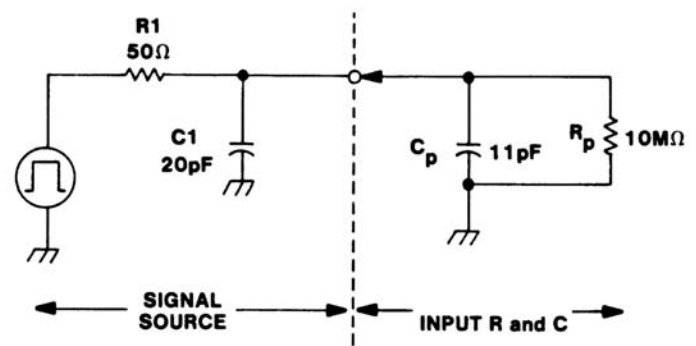 R1
50Ω
C1
20pF
Cp
11pF
Rp
10MΩ
SIGNAL
SOURCE
INPUT R and C